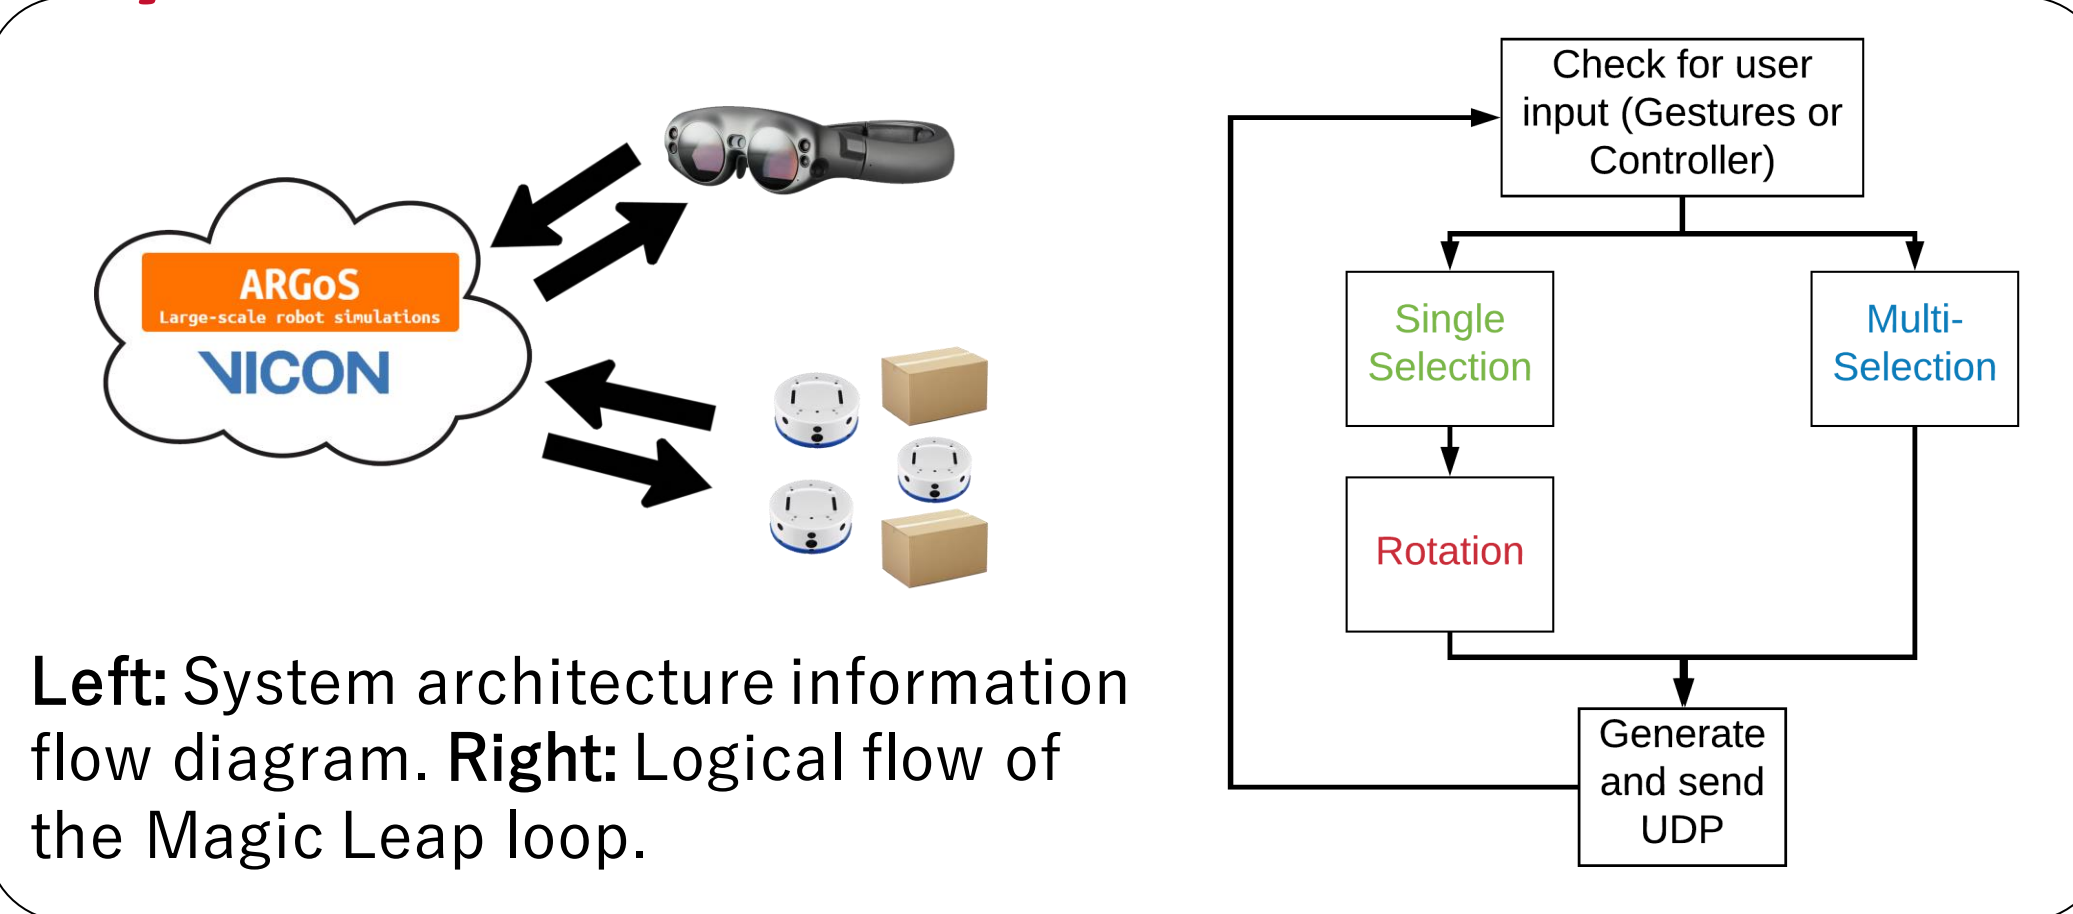 ARGoS
Large-scale robot simulations
VICON
Left: System architecture information
flow diagram. Right: Logical flow of
the Magic Leap loop.
Check for user
input (Gestures or
Controller)
Single
Selection
Multi-
Selection
Rotation
Generate
and send
UDP